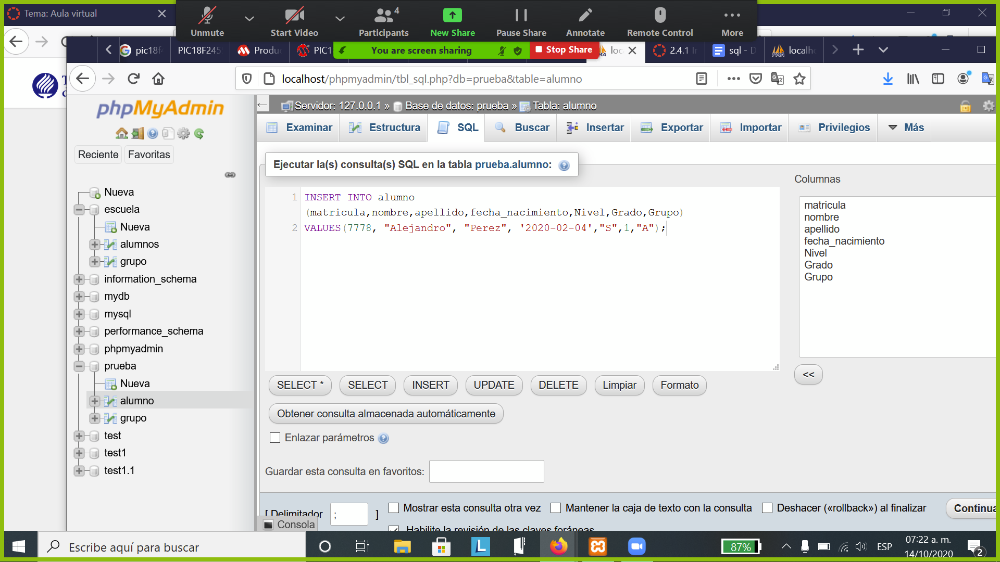 Tema: Aula virtual
Unmute
Start Video
Participants
4
New Share
Pause Share
Annotate
Remote Control
More
You are screen sharing
Stop Share
pic18f
PIC18F245
Produ
PIC1
loc
2.4.1 I
sql - D
localh
localhost/phpmyadmin/tbl_sql.php?db=prueba&table=alumno
phpMyAdmin
Reciente
Favoritas
Nueva
escuela
Nueva
alumnos
grupo
information_schema
mydb
mysql
performance_schema
phpmyadmin
prueba
Nueva
alumno
grupo
test
test1
test1.1
Servidor: 127.0.0.1 » Base de datos: prueba » Tabla: alumno
Examinar
Estructura
SQL
Buscar
Insertar
Exportar
Importar
Privilegios
Más
Ejecutar la(s) consulta(s) SQL en la tabla prueba.alumno:
1 INSERT INTO alumno
(matricula,nombre,apellido,fecha_nacimiento,Nivel,Grado,Grupo)
2 VALUES(7778, "Alejandro", "Perez", '2020-02-04',"S",1,"A");
Columnas
matricula
nombre
apellido
fecha_nacimiento
Nivel
Grado
Grupo
<<
SELECT *
SELECT
INSERT
UPDATE
DELETE
Limpiar
Formato
Obtener consulta almacenada automáticamente
Enlazar parámetros
Guardar esta consulta en favoritos:
[ Delimitador ; ]
Mostrar esta consulta otra vez
Mantener la caja de texto con la consulta
Deshacer («rollback») al finalizar
Continua
Consola
Habilite la revisión de las claves foráneas
Escribe aquí para buscar
87%
ESP
07:22 a. m.
14/10/2020
2